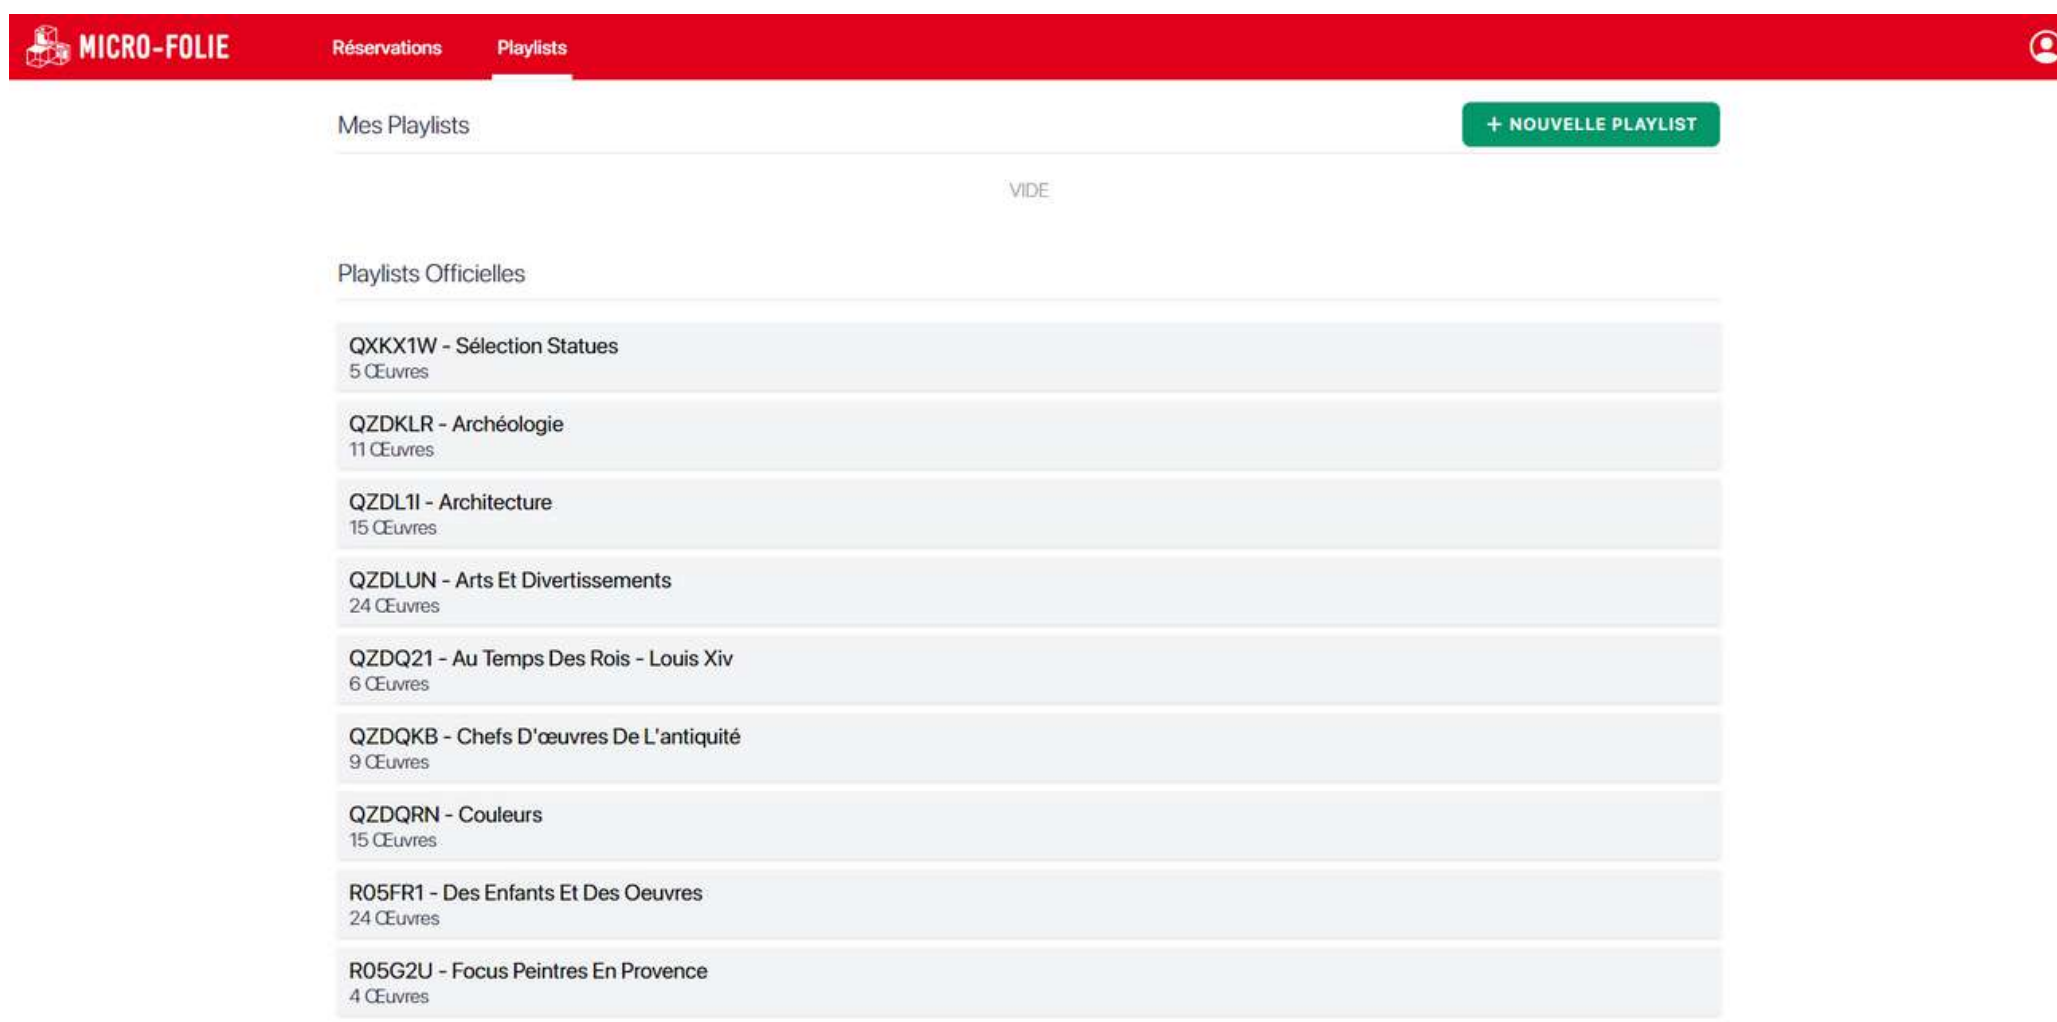 MICRO-FOLIE Réservations Playlists
Mes Playlists + NOUVELLE PLAYLIST
VIDE
Playlists Officielles
QXKX1W - Sélection Statues
5 Œuvres
QZDKLR - Archéologie
11 Œuvres
QZDL1I - Architecture
15 Œuvres
QZDLUN - Arts Et Divertissements
24 Œuvres
QZDQ21 - Au Temps Des Rois - Louis Xiv
6 Œuvres
QZDQKB - Chefs D'œuvres De L'antiquité
9 Œuvres
QZDQRN - Couleurs
15 Œuvres
R05FR1 - Des Enfants Et Des Oeuvres
24 Œuvres
R05G2U - Focus Peintres En Provence
4 Œuvres